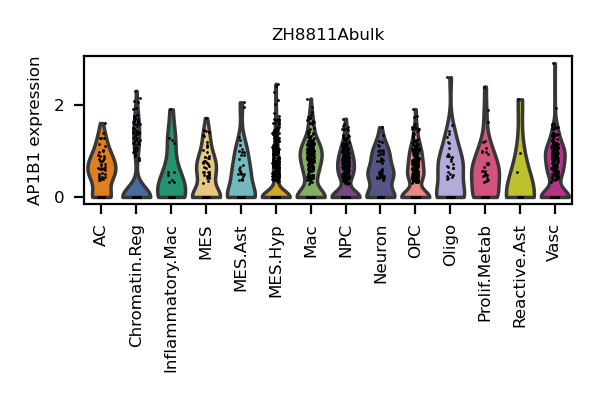 ZH8811Abulk
AP1B1 expression
2
0
AC
Chromatin.Reg
Inflammatory.Mac
MES
MES.Ast
MES.Hyp
Mac
NPC
Neuron
OPC
Oligo
Prolif.Metab
Reactive.Ast
Vasc